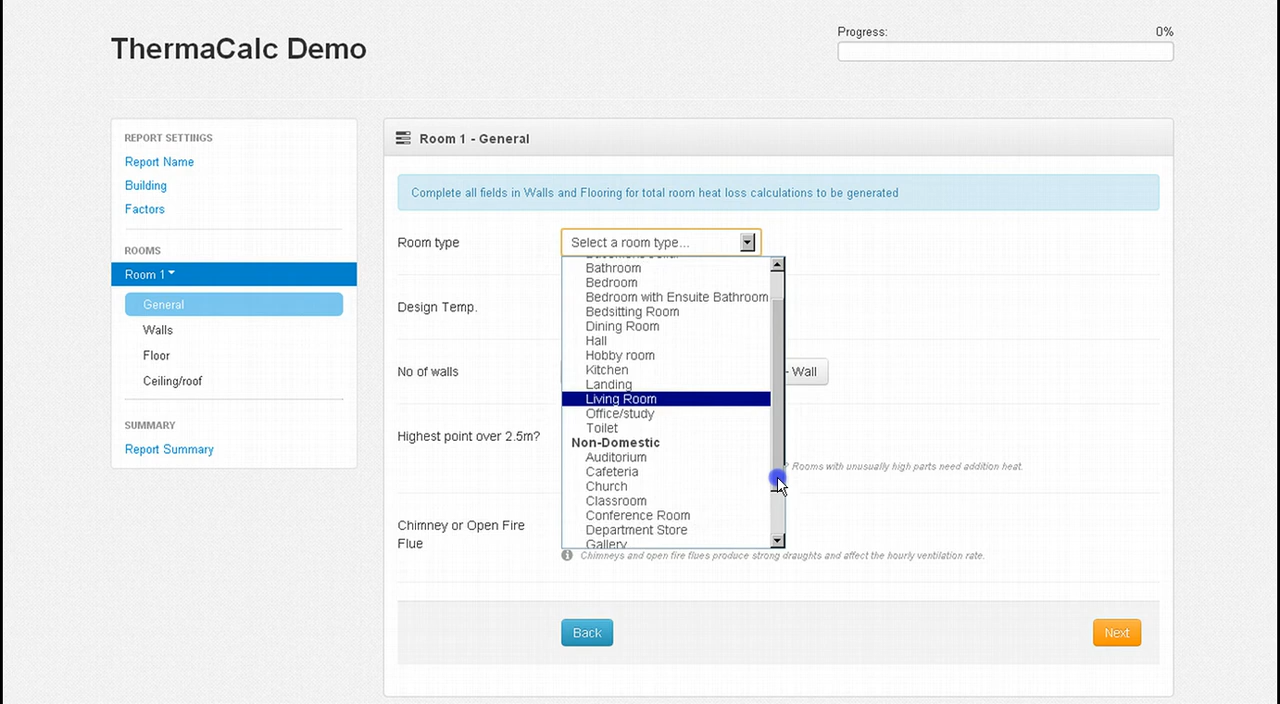 ThermaCalc Demo
Progress:
0%
REPORT SETTINGS
Report Name
Building
Factors
ROOMS
Room 1
General
Walls
Floor
Ceiling/roof
SUMMARY
Report Summary
Room 1 - General
Complete all fields in Walls and Flooring for total room heat loss calculations to be generated
Room type
Select a room type...
Bathroom
Bedroom
Bedroom with Ensuite Bathroom
Bedsitting Room
Dining Room
Hall
Hobby room
Kitchen
Landing
Living Room
Office/study
Toilet
Non-Domestic
Auditorium
Cafeteria
Church
Classroom
Conference Room
Department Store
Gallery
Design Temp.
No of walls
- Wall
Highest point over 2.5m?
? Rooms with unusually high parts need addition heat.
Chimney or Open Fire
Flue
Chimneys and open fire flues produce strong draughts and affect the hourly ventilation rate.
Back
Next